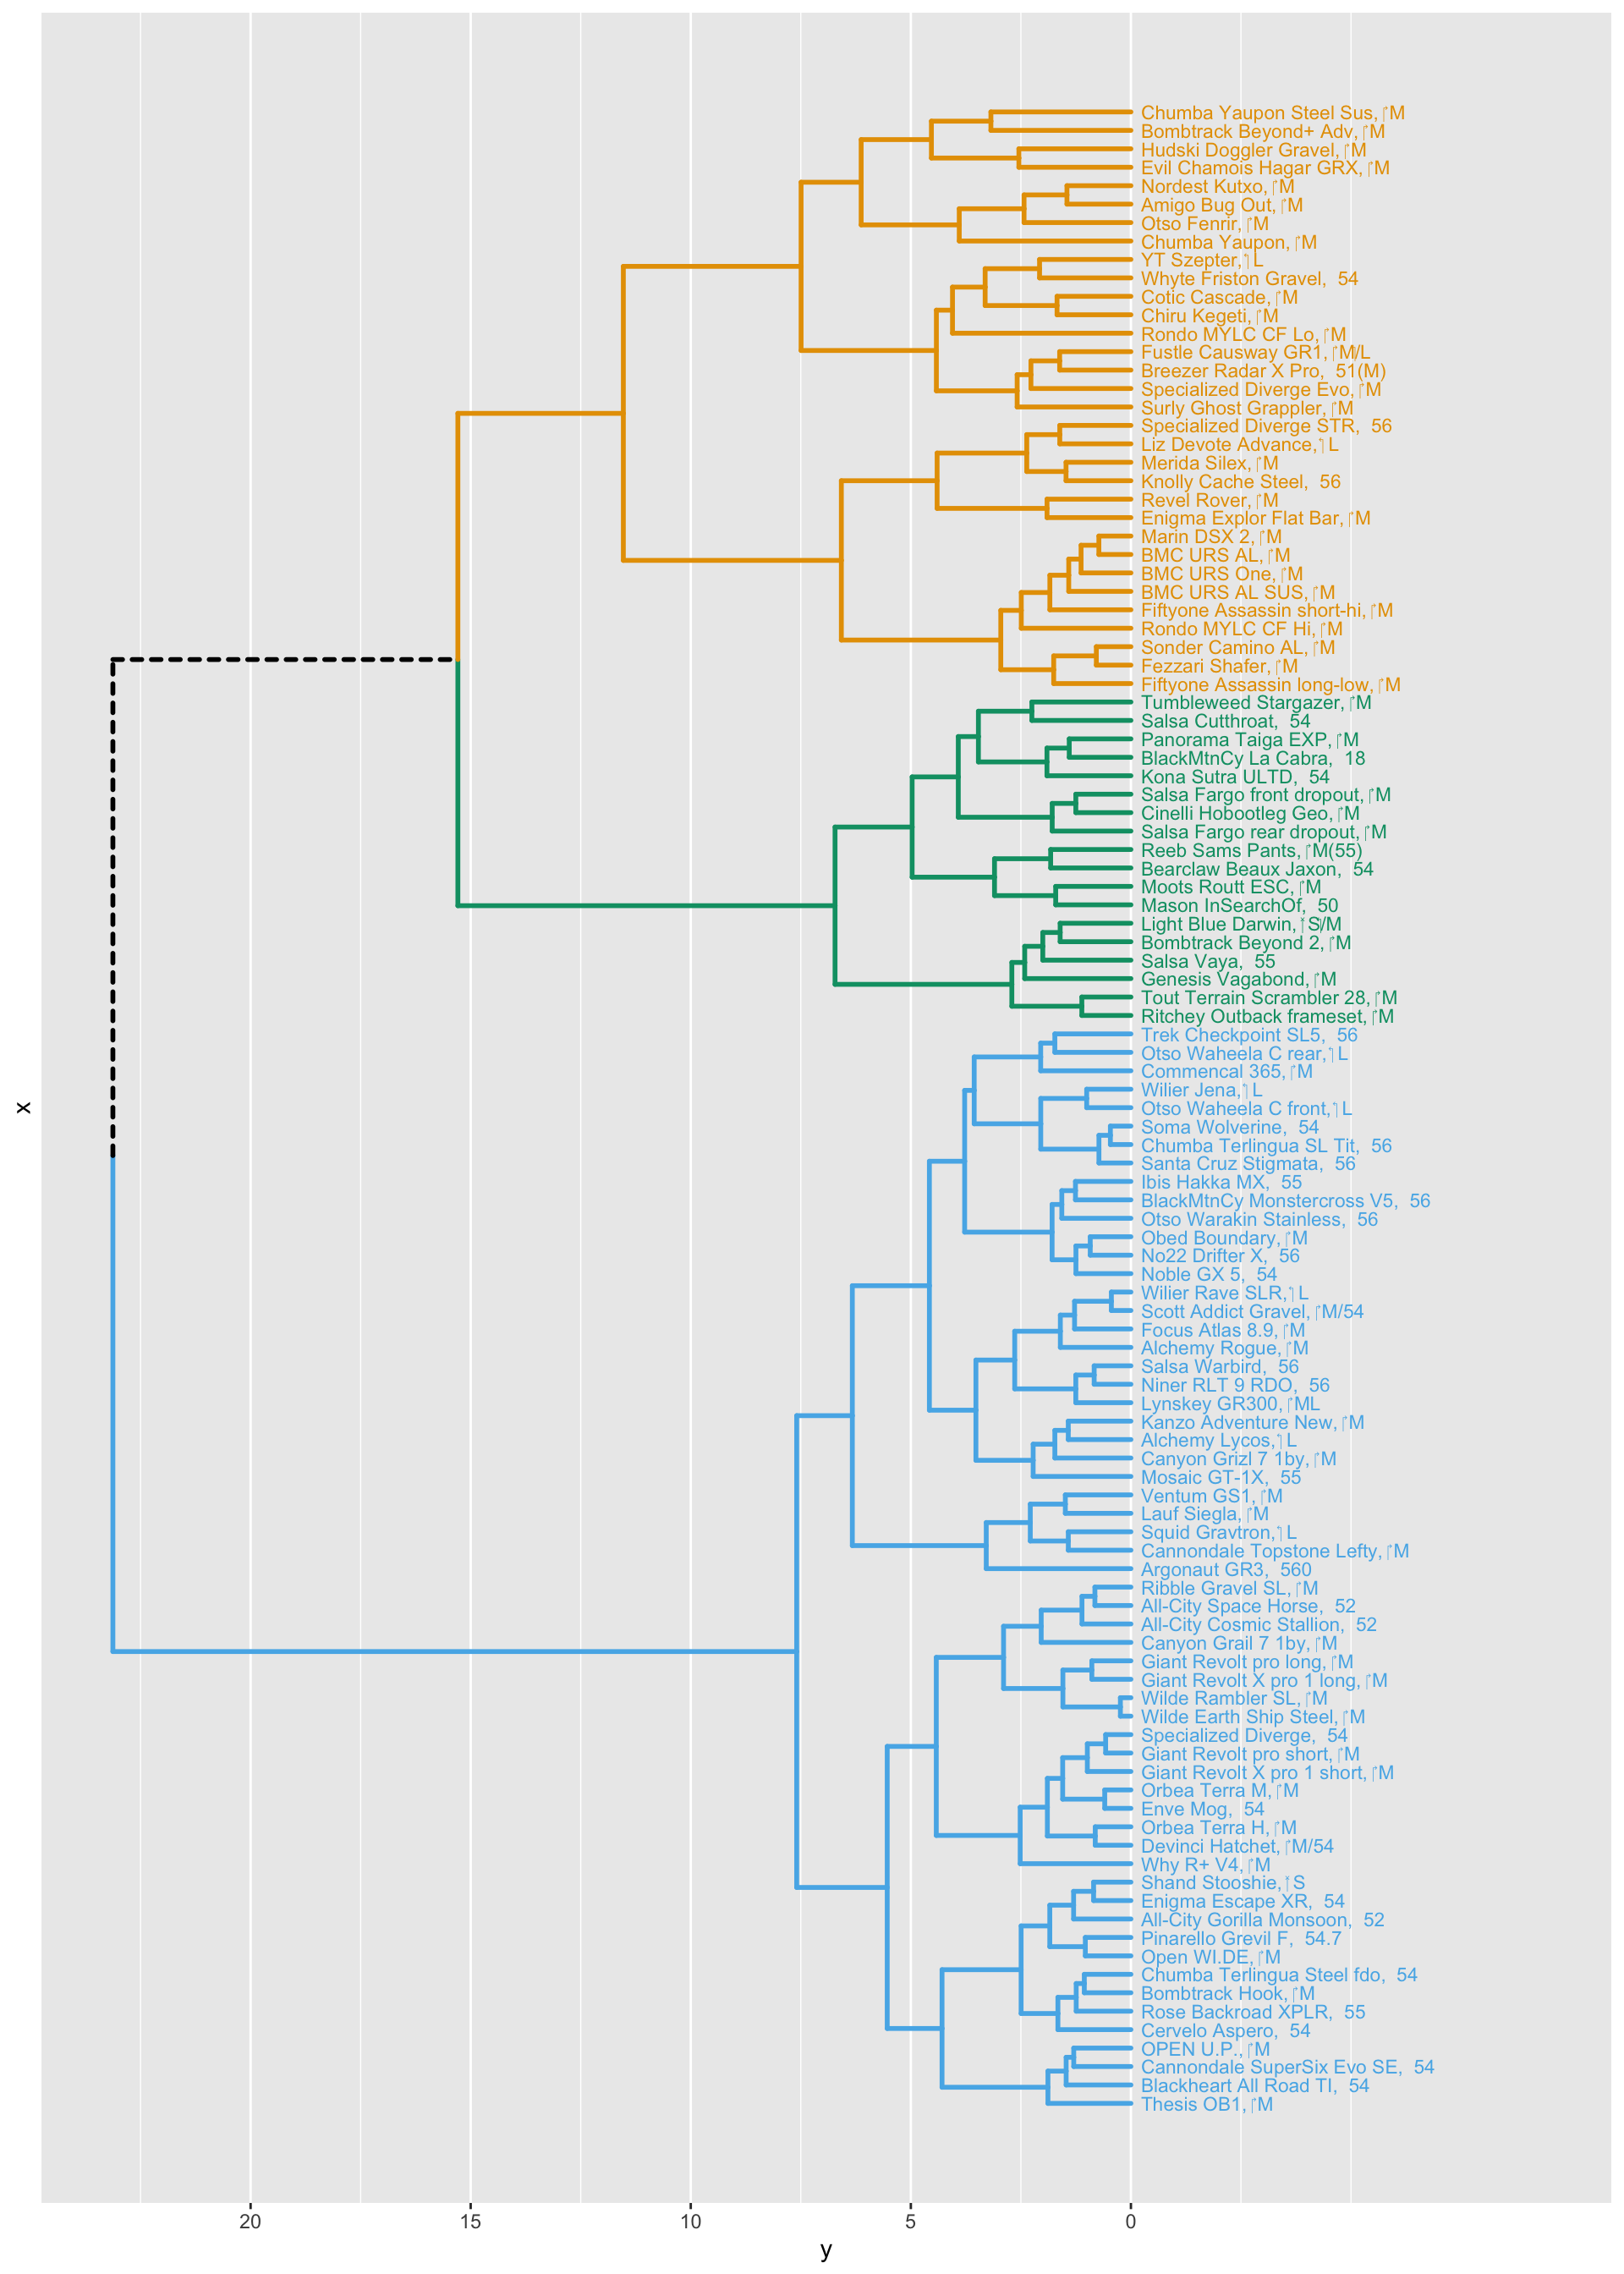 Chumba Yaupon Steel Sus, M
Bombtrack Beyond+ Adv, M
Hudski Doggler Gravel, M
Evil Chamois Hagar GRX, M
Nordest Kutxo, M
Amigo Bug Out, M
Otso Fenrir, M
Chumba Yaupon, M
YT Szepter, L
Whyte Friston Gravel, 54
Cotic Cascade, M
Chiru Kegeti, M
Rondo MYLC CF Lo, M
Fustle Causway GR1, M/L
Breezer Radar X Pro, 51(M)
Specialized Diverge Evo, M
Surly Ghost Grappler, M
Specialized Diverge STR, 56
Liz Devote Advance, L
Merida Silex, M
Knolly Cache Steel, 56
Revel Rover, M
Enigma Explor Flat Bar, M
Marin DSX 2, M
BMC URS AL, M
BMC URS One, M
BMC URS AL SUS, M
Fiftyone Assassin short-hi, M
Rondo MYLC CF Hi, M
Sonder Camino AL, M
Fezzari Shafer, M
Fiftyone Assassin long-low, M
Tumbleweed Stargazer, M
Salsa Cutthroat, 54
Panorama Taiga EXP, M
BlackMtnCy La Cabra, 18
Kona Sutra ULTD, 54
Salsa Fargo front dropout, M
Cinelli Hobootleg Geo, M
Salsa Fargo rear dropout, M
Reeb Sams Pants, M(55)
Bearclaw Beaux Jaxon, 54
Moots Routt ESC, M
Mason InSearchOf, 50
Light Blue Darwin, S/M
Bombtrack Beyond 2, M
Salsa Vaya, 55
Genesis Vagabond, M
Tout Terrain Scrambler 28, M
Ritchey Outback frameset, M
Trek Checkpoint SL5, 56
Otso Waheela C rear, L
Commencal 365, M
Wilier Jena, L
Otso Waheela C front, L
Soma Wolverine, 54
Chumba Terlingua SL Tit, 56
Santa Cruz Stigmata, 56
Ibis Hakka MX, 55
BlackMtnCy Monstercross V5, 56
Otso Warakin Stainless, 56
Obed Boundary, M
No22 Drifter X, 56
Noble GX 5, 54
Wilier Rave SLR, L
Scott Addict Gravel, M/54
Focus Atlas 8.9, M
Alchemy Rogue, M
Salsa Warbird, 56
Niner RLT 9 RDO, 56
Lynskey GR300, ML
Kanzo Adventure New, M
Alchemy Lycos, L
Canyon Grizl 7 1by, M
Mosaic GT-1X, 55
Ventum GS1, M
Lauf Siegla, M
Squid Gravtron, L
Cannondale Topstone Lefty, M
Argonaut GR3, 560
Ribble Gravel SL, M
All-City Space Horse, 52
All-City Cosmic Stallion, 52
Canyon Grail 7 1by, M
Giant Revolt pro long, M
Giant Revolt X pro 1 long, M
Wilde Rambler SL, M
Wilde Earth Ship Steel, M
Specialized Diverge, 54
Giant Revolt pro short, M
Giant Revolt X pro 1 short, M
Orbea Terra M, M
Enve Mog, 54
Orbea Terra H, M
Devinci Hatchet, M/54
Why R+ V4, M
Shand Stooshie, S
Enigma Escape XR, 54
All-City Gorilla Monsoon, 52
Pinarello Grevil F, 54.7
Open WI.DE, M
Chumba Terlingua Steel fdo, 54
Bombtrack Hook, M
Rose Backroad XPLR, 55
Cervelo Aspero, 54
OPEN U.P., M
Cannondale SuperSix Evo SE, 54
Blackheart All Road TI, 54
Thesis OB1, M
x
20 15 10 5 0
y